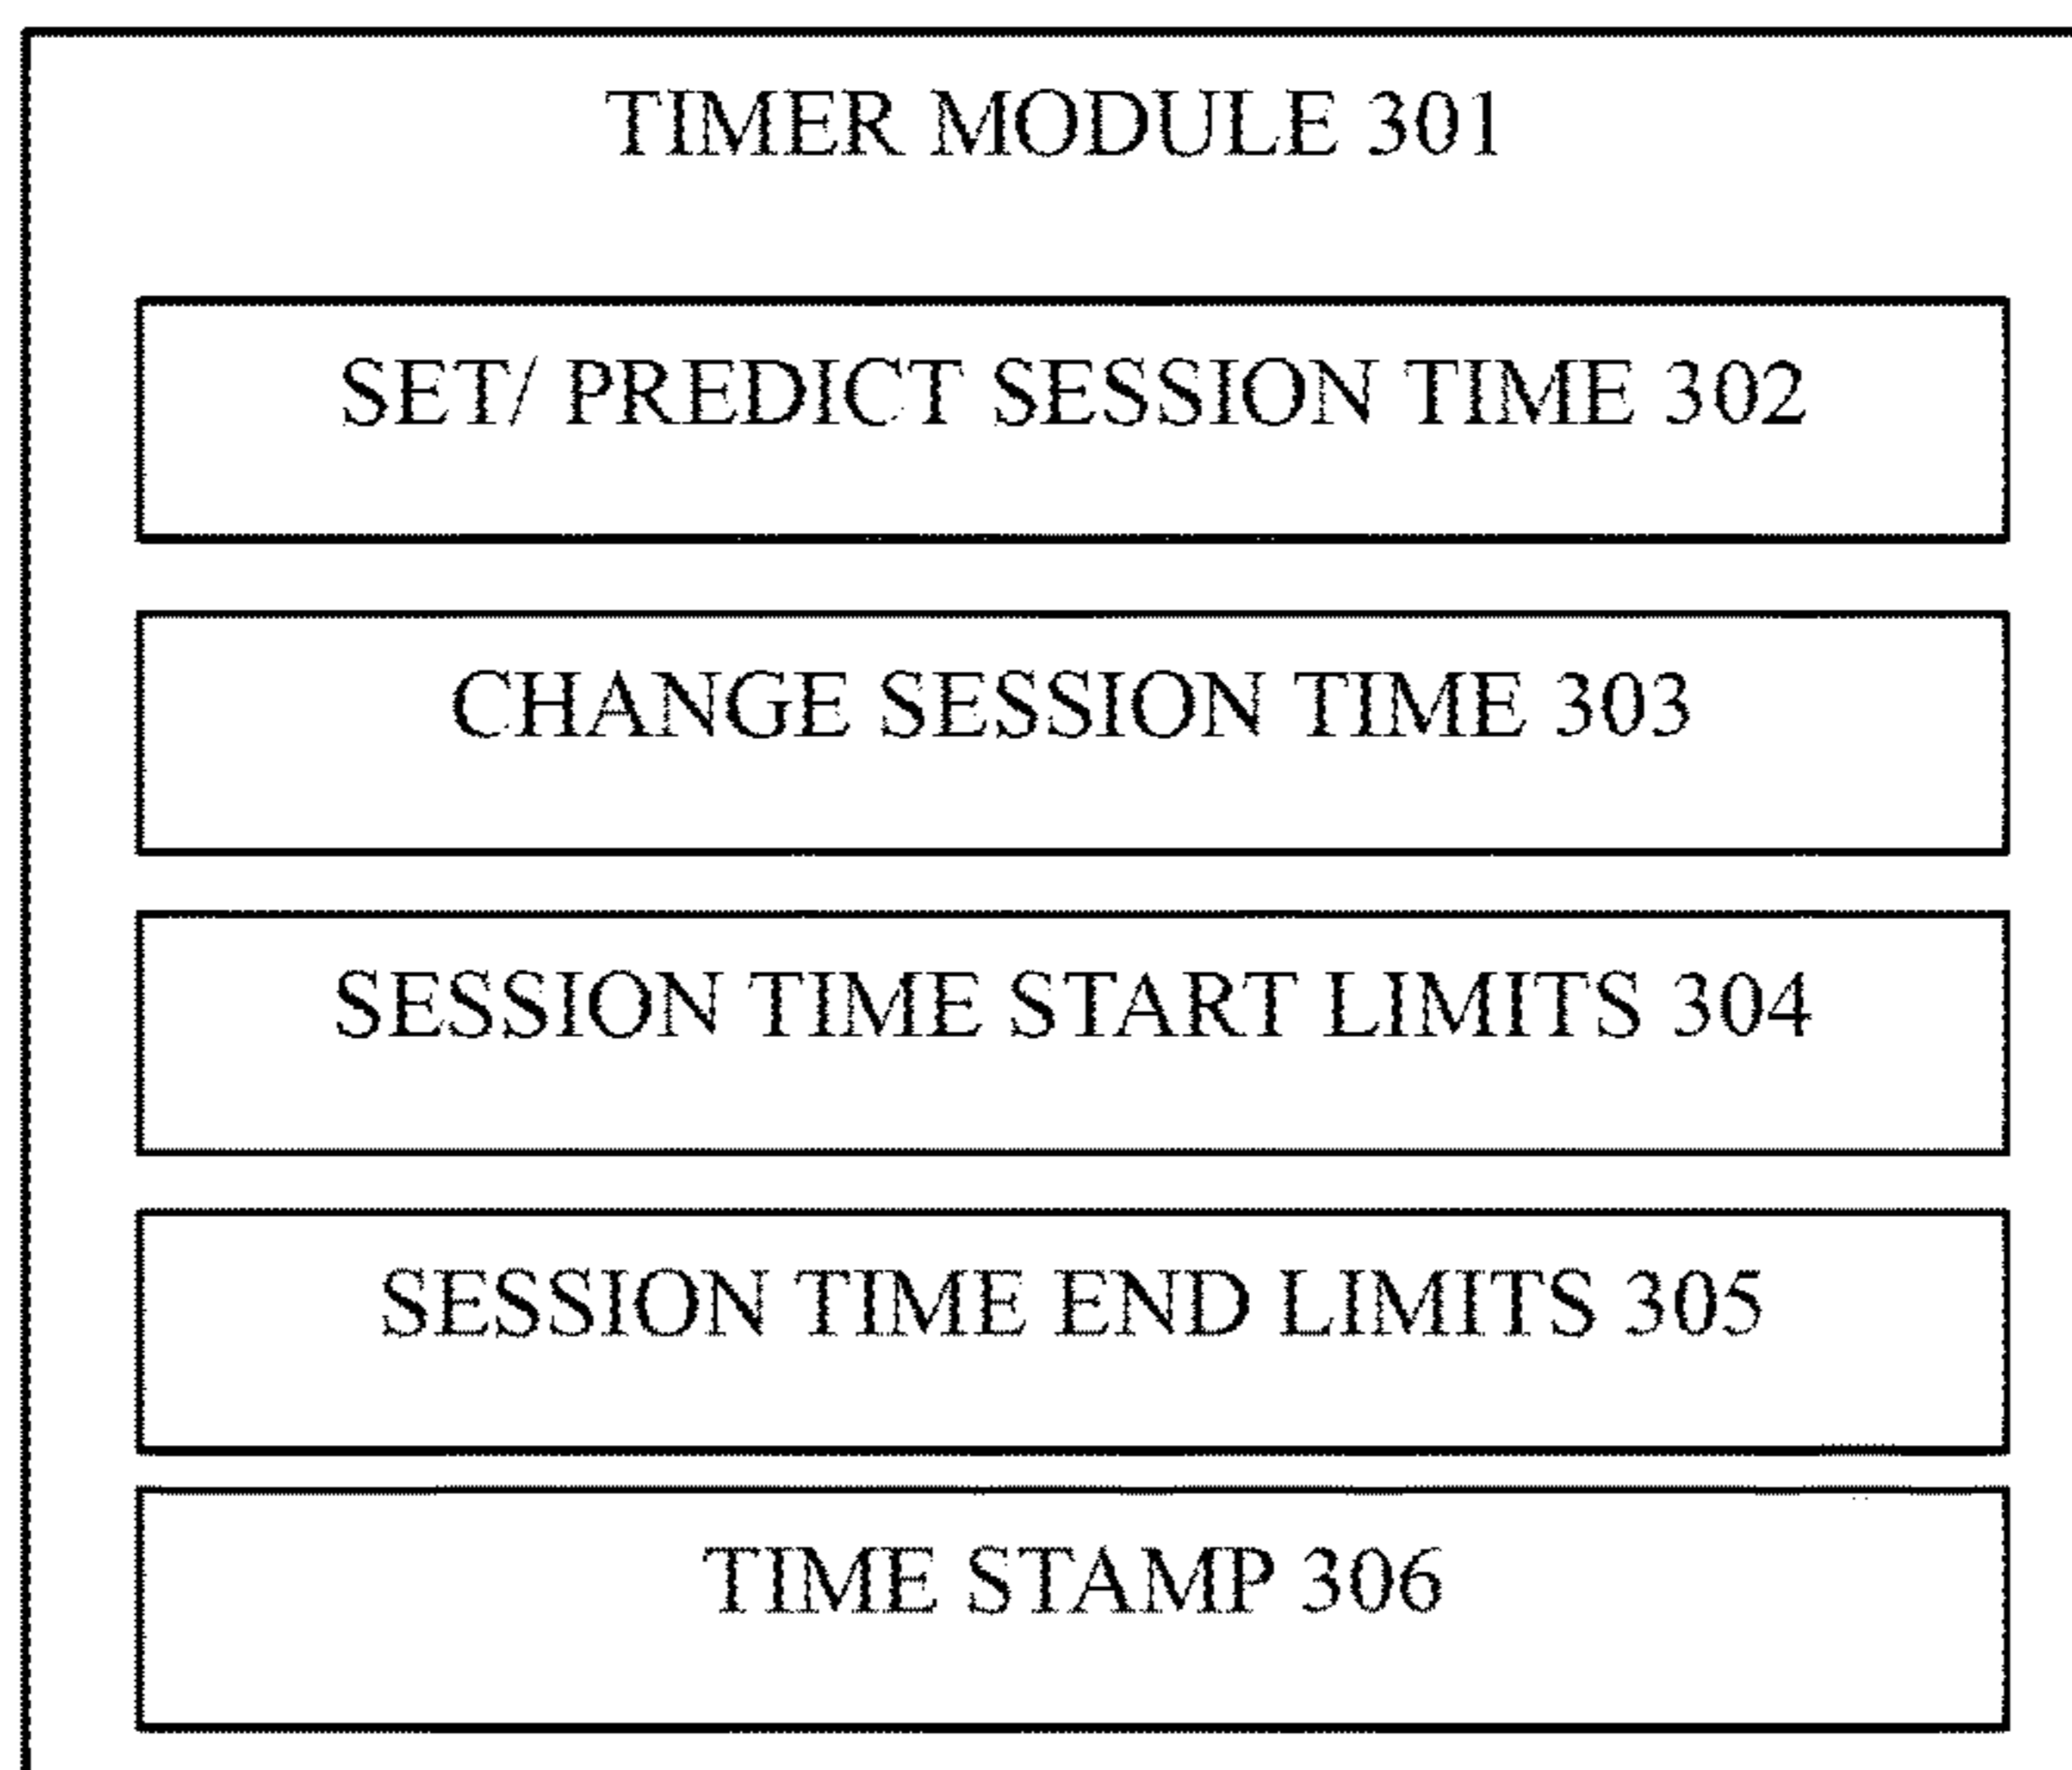 TIMER MODULE 301
SET/ PREDICT SESSION TIME 302
CHANGE SESSION TIME 303
SESSION TIME START LIMITS 304
SESSION TIME END LIMITS 305
TIME STAMP 306